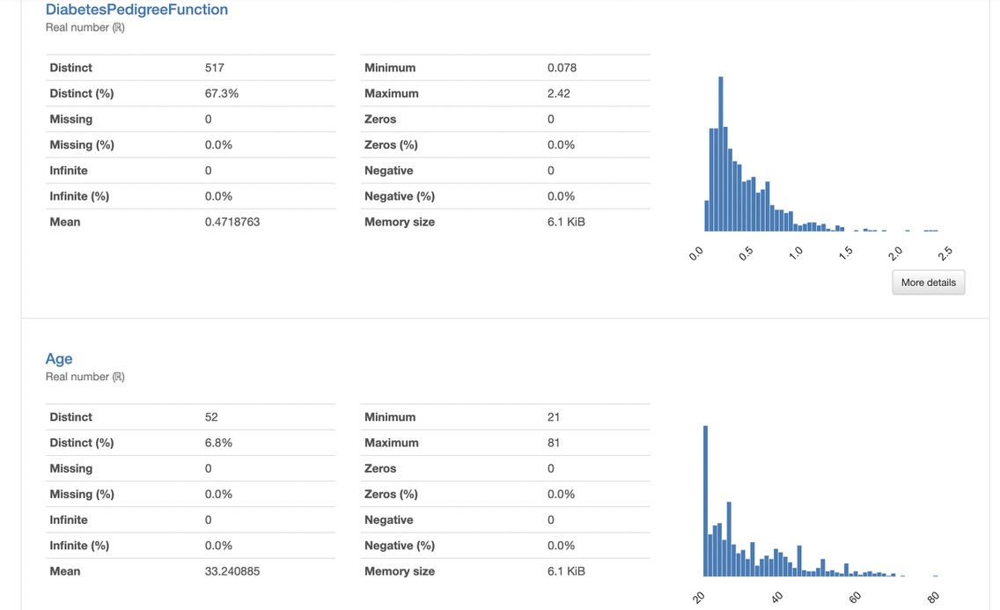 DiabetesPedigreeFunction
Real number (ℝ)
Distinct 517
Distinct (%) 67.3%
Missing 0
Missing (%) 0.0%
Infinite 0
Infinite (%) 0.0%
Mean 0.4718763
Minimum 0.078
Maximum 2.42
Zeros 0
Zeros (%) 0.0%
Negative 0
Negative (%) 0.0%
Memory size 6.1 KiB
0.0 0.5 1.0 1.5 2.0 2.5
More details
Age
Real number (ℝ)
Distinct 52
Distinct (%) 6.8%
Missing 0
Missing (%) 0.0%
Infinite 0
Infinite (%) 0.0%
Mean 33.240885
Minimum 21
Maximum 81
Zeros 0
Zeros (%) 0.0%
Negative 0
Negative (%) 0.0%
Memory size 6.1 KiB
20 40 60 80